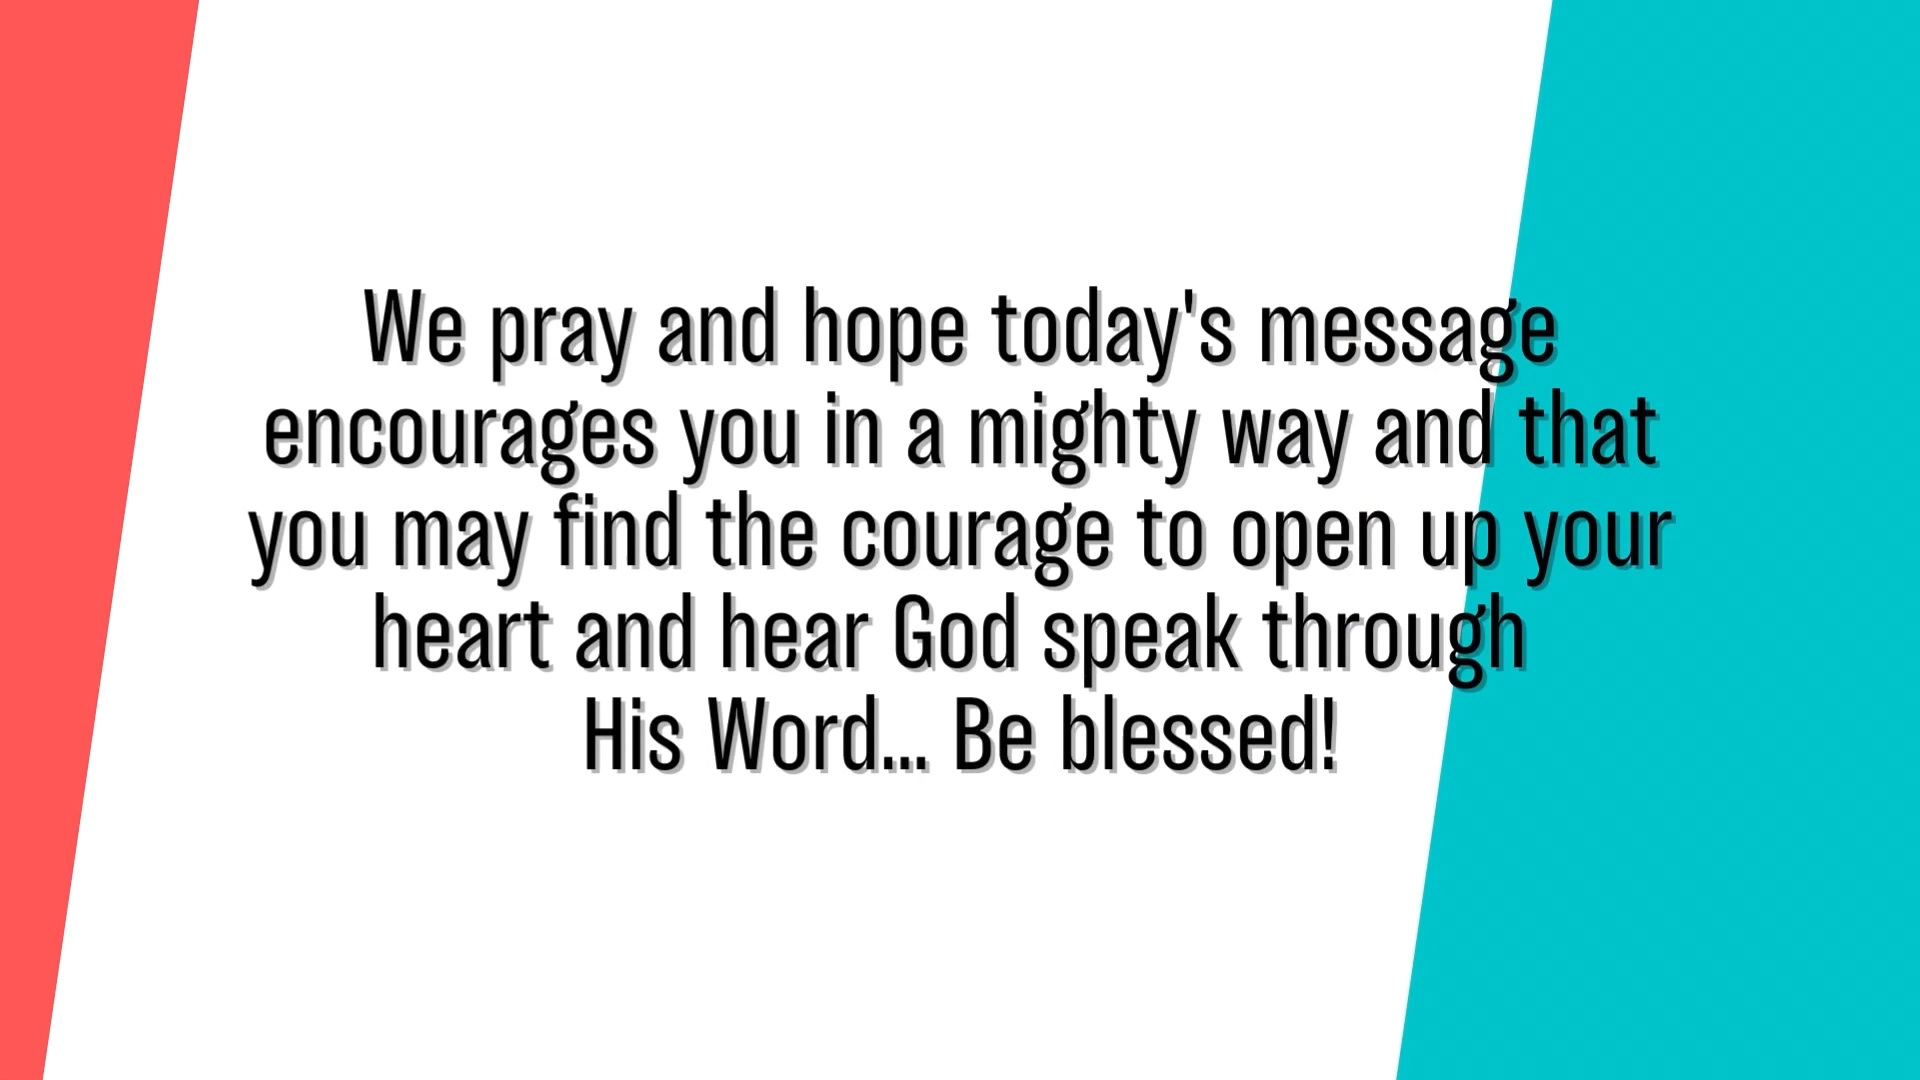 We pray and hope today's message
encourages you in a mighty way and that
you may find the courage to open up your
heart and hear God speak through
His Word... Be blessed!